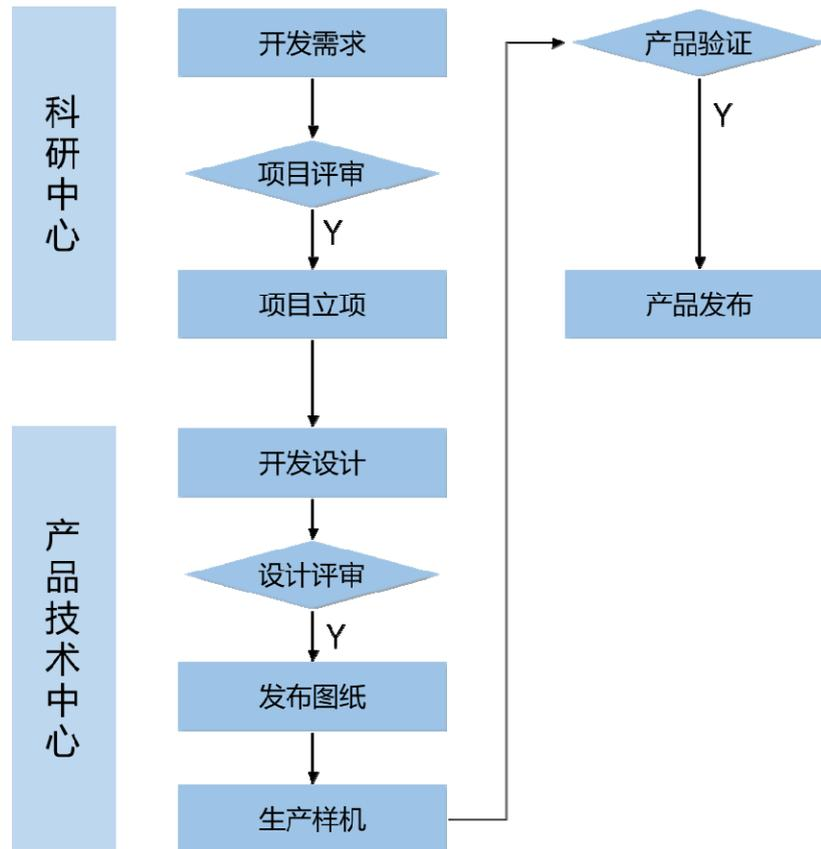 科研中心
开发需求
项目评审
Y
项目立项
产品技术中心
开发设计
设计评审
Y
发布图纸
生产样机
产品验证
Y
产品发布